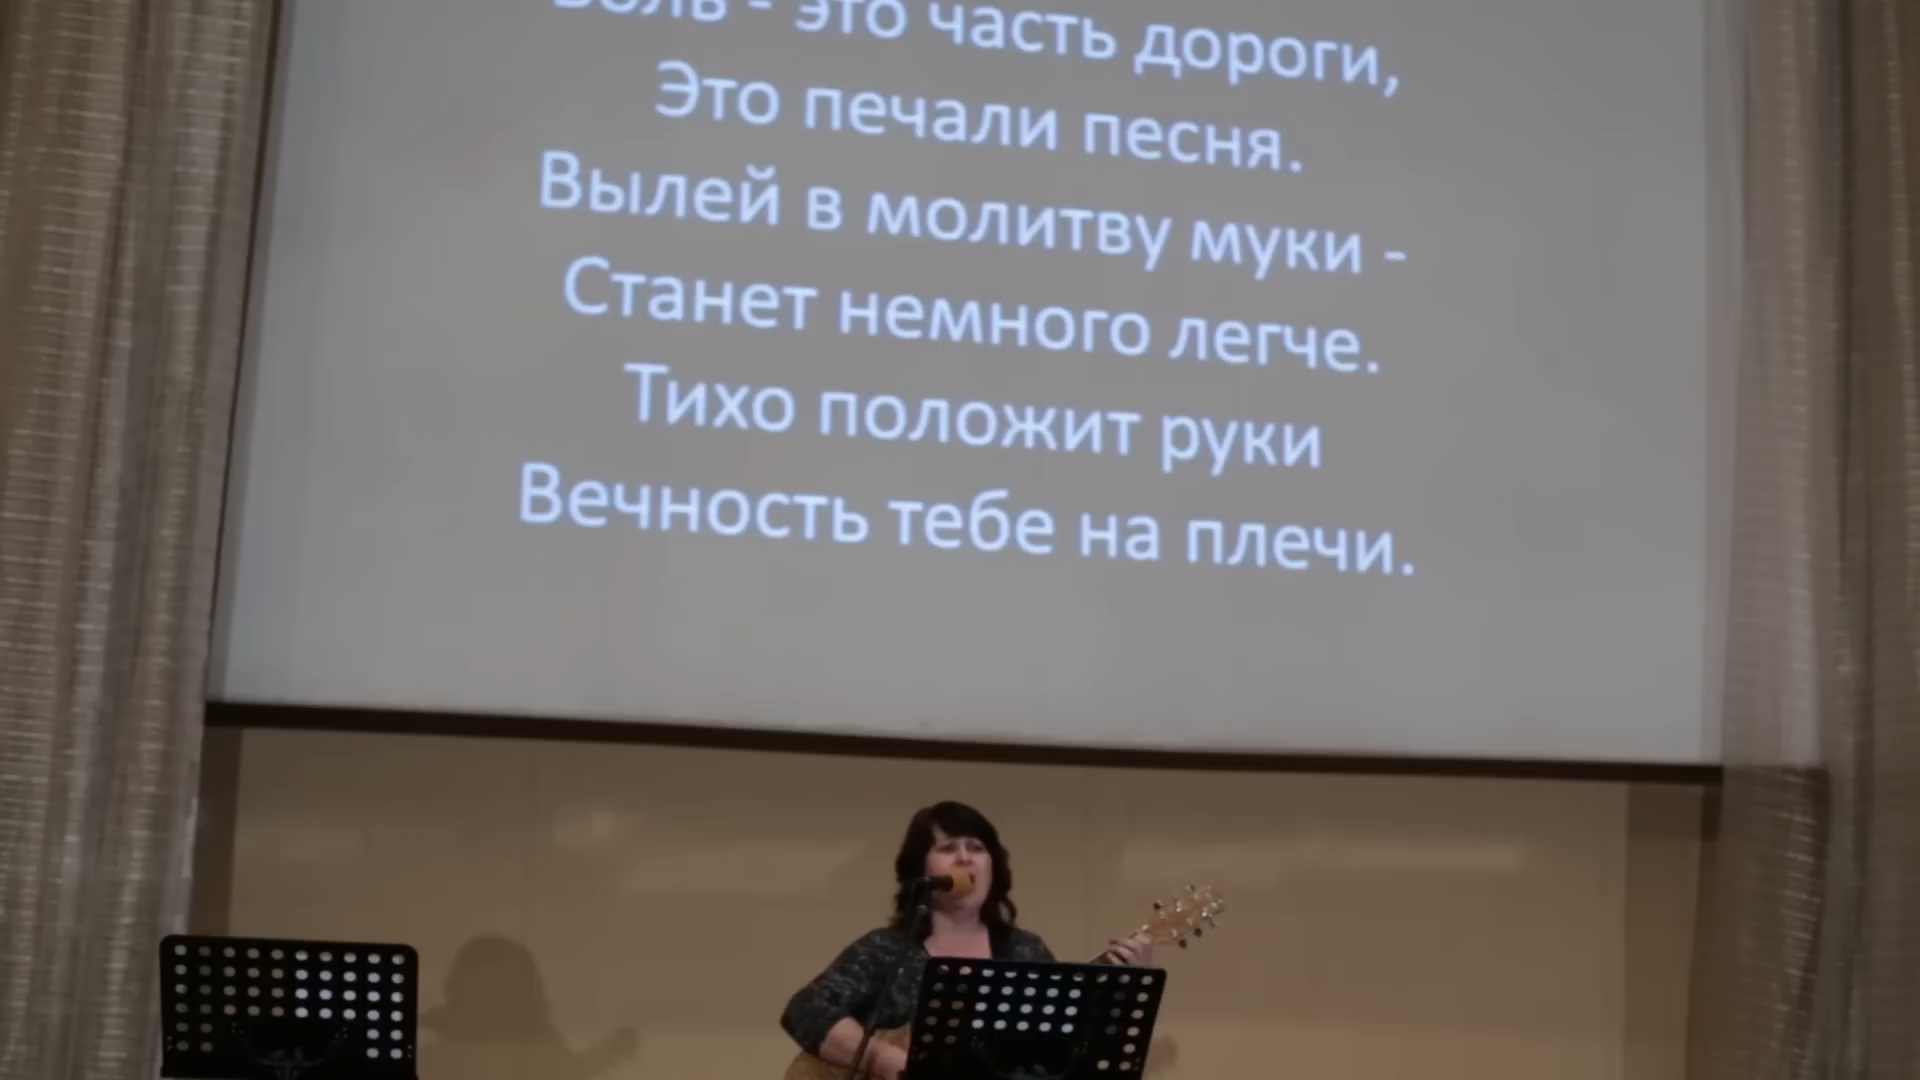 Боль - это часть дороги,
Это печали песня.
Вылей в молитву муки -
Станет немного легче.
Тихо положит руки
Вечность тебе на плечи.